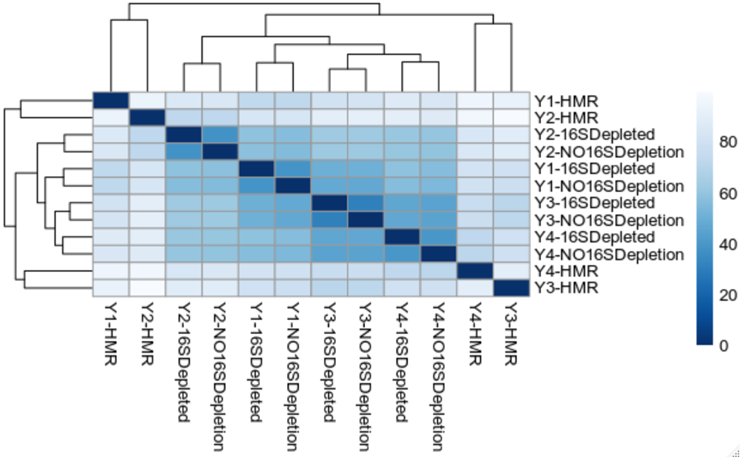 Y1-HMR
Y2-HMR
Y2-16SDepleted
Y2-NO16SDepletion
Y1-16SDepleted
Y1-NO16SDepletion
Y3-16SDepleted
Y3-NO16SDepletion
Y4-16SDepleted
Y4-NO16SDepletion
Y4-HMR
Y3-HMR
80
60
40
20
0
Y1-HMR
Y2-HMR
Y2-16SDepleted
Y2-NO16SDepletion
Y1-16SDepleted
Y1-NO16SDepletion
Y3-16SDepleted
Y3-NO16SDepletion
Y4-16SDepleted
Y4-NO16SDepletion
Y4-HMR
Y3-HMR